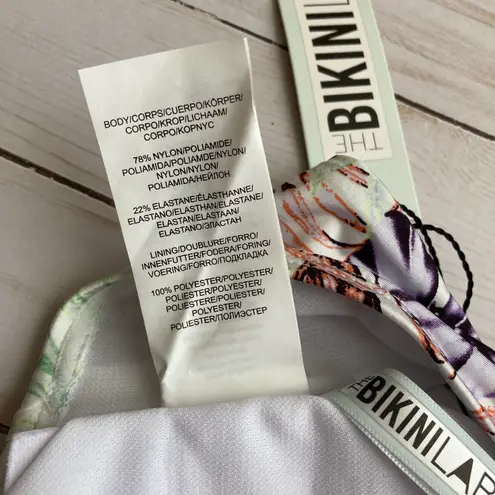 BODY/CORPS/CUERPO/KÖRPER/
CORPO/KROP/LICHAAM/
CORPO/КОРПУС
78% NYLON/POLIAMIDE/
POLIAMIDA/POLIAMIDE/NYLON/
NYLON/NYLON/
POLIAMIDA/НЕЙЛОН
22% ELASTANE/ÉLASTHANNE/
ELASTANO/ELASTHAN/ELASTANE/
ELASTAN/ELASTAAN/
ELASTANO/ЭЛАСТАН
LINING/DOUBLURE/FORRO/
INNENFUTTER/FODERA/FORING/
VOERING/FORRO/ПОДКЛАДКА
100% POLYESTER/POLYESTER/
POLIÉSTER/POLYESTER/
POLIESTERE/POLIESTER/
POLYESTER/POLIESTER/
POLIÉSTER/ПОЛИЭСТЕР
THE
BIKINI
THE
BIKINI LAB